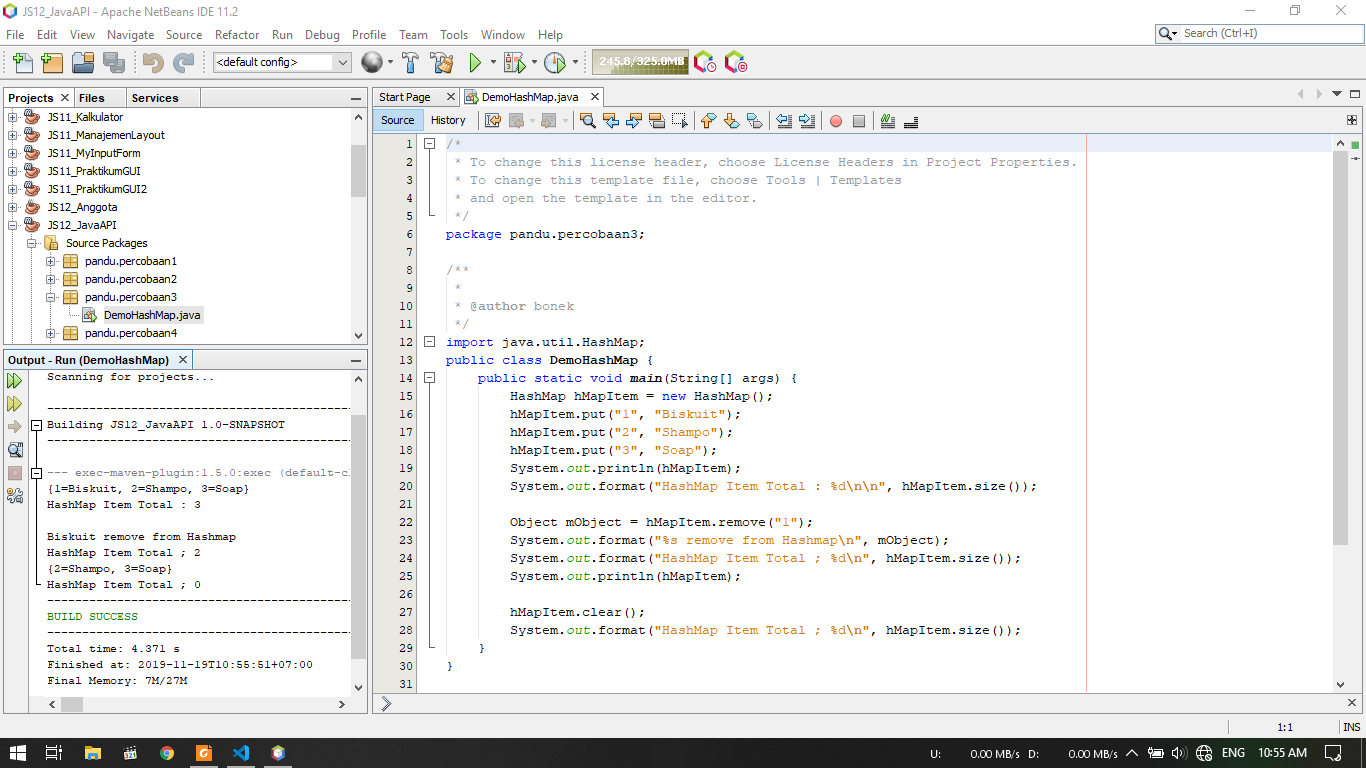 JS12_JavaAPI - Apache NetBeans IDE 11.2
File Edit View Navigate Source Refactor Run Debug Profile Team Tools Window Help
Search (Ctrl+I)
<default config>
245.8/325.0MB
Projects Files Services
JS11_Kalkulator
JS11_ManajemenLayout
JS11_MyInputForm
JS11_PraktikumGUI
JS11_PraktikumGUI2
JS12_Anggota
JS12_JavaAPI
Source Packages
pandu.percobaan1
pandu.percobaan2
pandu.percobaan3
DemoHashMap.java
pandu.percobaan4
Output - Run (DemoHashMap)
Scanning for projects...
------------------------------------------------
Building JS12_JavaAPI 1.0-SNAPSHOT
------------------------------------------------
--- exec-maven-plugin:1.5.0:exec (default-cl
{1=Biskuit, 2=Shampo, 3=Soap}
HashMap Item Total : 3
Biskuit remove from Hashmap
HashMap Item Total ; 2
{2=Shampo, 3=Soap}
HashMap Item Total ; 0
------------------------------------------------
BUILD SUCCESS
------------------------------------------------
Total time: 4.371 s
Finished at: 2019-11-19T10:55:51+07:00
Final Memory: 7M/27M
Start Page DemoHashMap.java
Source History
1 /*
2 * To change this license header, choose License Headers in Project Properties.
3 * To change this template file, choose Tools | Templates
4 * and open the template in the editor.
5 */
6 package pandu.percobaan3;
7
8 /**
9 *
10 * @author bonek
11 */
12 import java.util.HashMap;
13 public class DemoHashMap {
14 public static void main(String[] args) {
15 HashMap hMapItem = new HashMap();
16 hMapItem.put("1", "Biskuit");
17 hMapItem.put("2", "Shampo");
18 hMapItem.put("3", "Soap");
19 System.out.println(hMapItem);
20 System.out.format("HashMap Item Total : %d\n\n", hMapItem.size());
21
22 Object mObject = hMapItem.remove("1");
23 System.out.format("%s remove from Hashmap\n", mObject);
24 System.out.format("HashMap Item Total ; %d\n", hMapItem.size());
25 System.out.println(hMapItem);
26
27 hMapItem.clear();
28 System.out.format("HashMap Item Total ; %d\n", hMapItem.size());
29 }
30 }
31
1:1 INS
U: 0.00 MB/s D: 0.00 MB/s ENG 10:55 AM